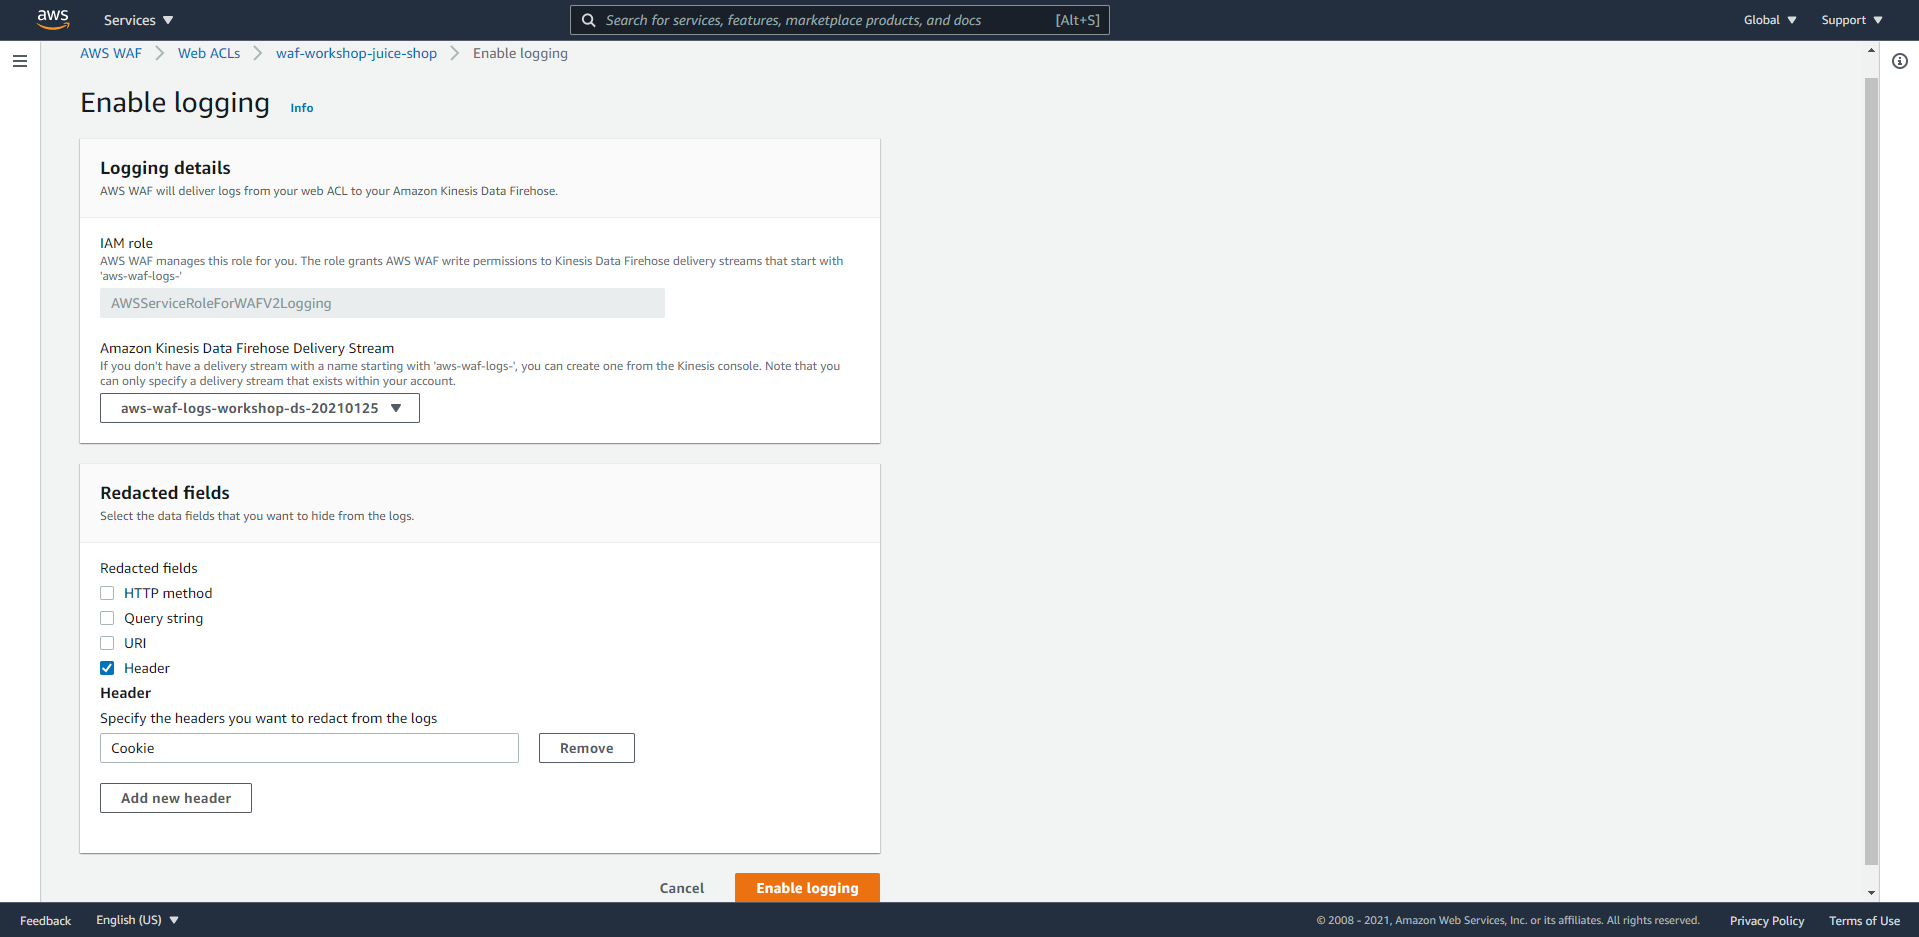 aws
Services
Search for services, features, marketplace products, and docs
[Alt+S]
Global
Support
AWS WAF
Web ACLs
waf-workshop-juice-shop
Enable logging
Enable logging
Info
Logging details
AWS WAF will deliver logs from your web ACL to your Amazon Kinesis Data Firehose.
IAM role
AWS WAF manages this role for you. The role grants AWS WAF write permissions to Kinesis Data Firehose delivery streams that start with
'aws-waf-logs-'
AWSServiceRoleForWAFV2Logging
Amazon Kinesis Data Firehose Delivery Stream
If you don't have a delivery stream with a name starting with 'aws-waf-logs-', you can create one from the Kinesis console. Note that you
can only specify a delivery stream that exists within your account.
aws-waf-logs-workshop-ds-20210125
Redacted fields
Select the data fields that you want to hide from the logs.
Redacted fields
HTTP method
Query string
URI
Header
Header
Specify the headers you want to redact from the logs
Cookie
Remove
Add new header
Cancel
Enable logging
Feedback
English (US)
© 2008 - 2021, Amazon Web Services, Inc. or its affiliates. All rights reserved.
Privacy Policy
Terms of Use